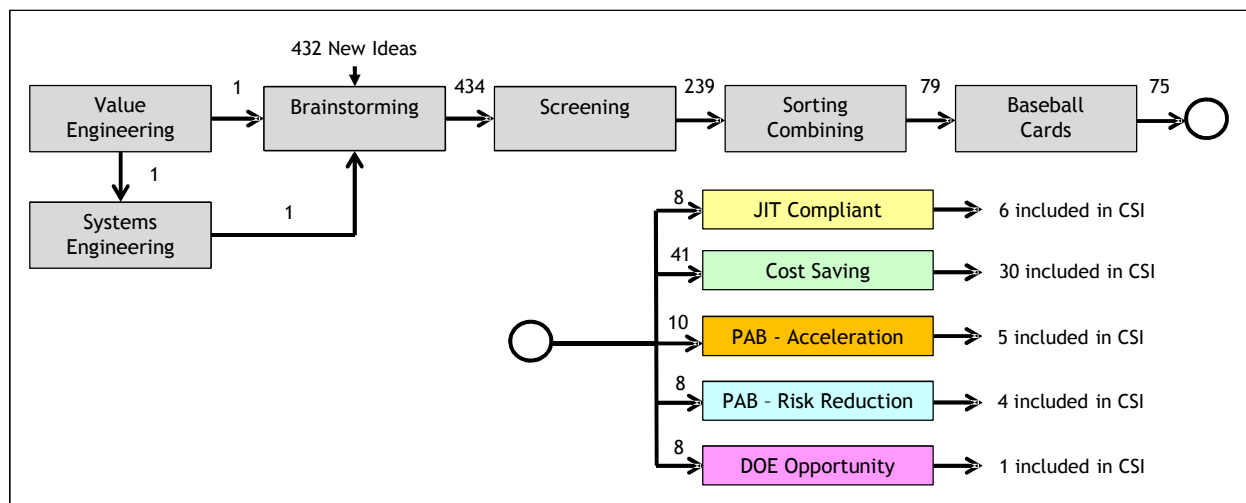 432 New Ideas
Value
Engineering
1
Brainstorming
434
Screening
239
Sorting
Combining
79
Baseball
Cards
75
1
Systems
Engineering
1
8
JIT Compliant
6 included in CSI
41
Cost Saving
30 included in CSI
10
PAB - Acceleration
5 included in CSI
8
PAB – Risk Reduction
4 included in CSI
8
DOE Opportunity
1 included in CSI